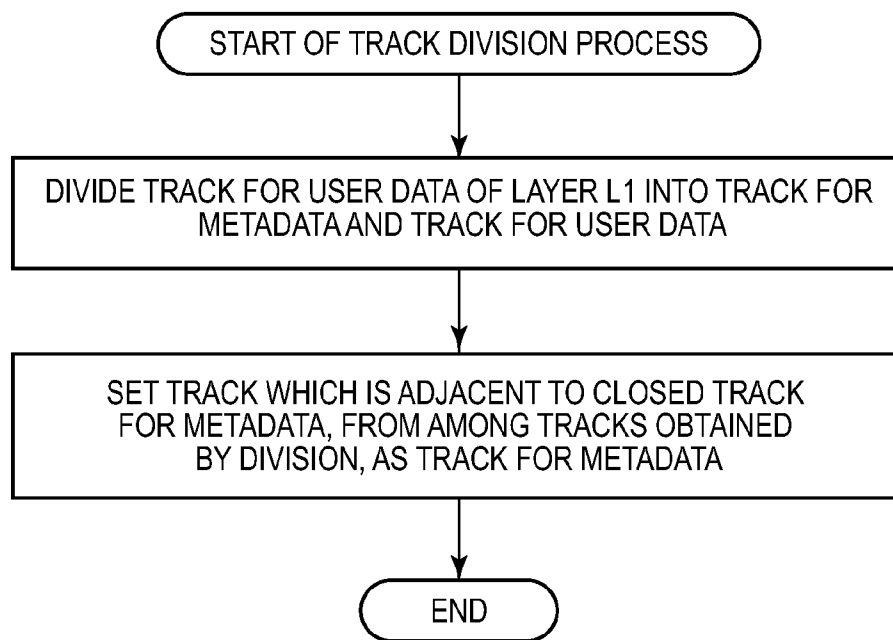 START OF TRACK DIVISION PROCESS
DIVIDE TRACK FOR USER DATA OF LAYER L1 INTO TRACK FOR
METADATA AND TRACK FOR USER DATA
SET TRACK WHICH IS ADJACENT TO CLOSED TRACK
FOR METADATA, FROM AMONG TRACKS OBTAINED
BY DIVISION, AS TRACK FOR METADATA
END